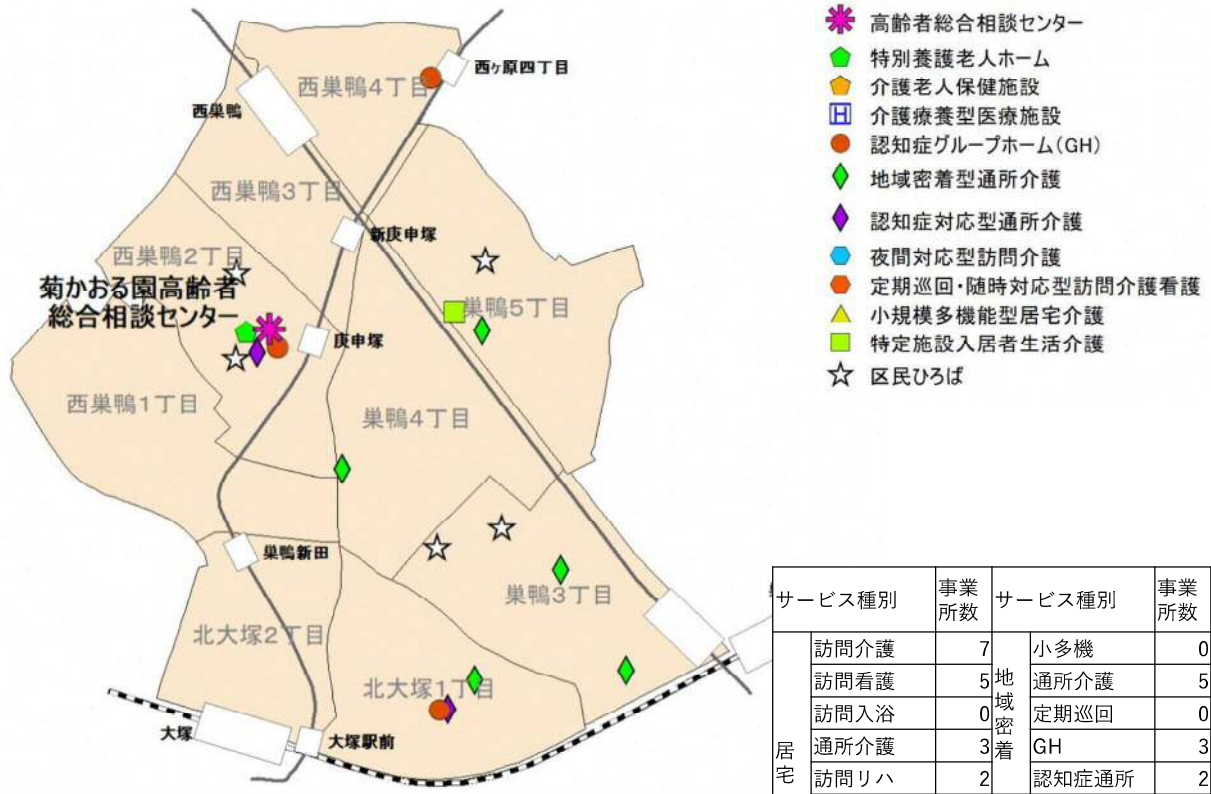 西巣鴨4丁目
西ケ原四丁目
西巣鴨
西巣鴨3丁目
新庚申塚
西巣鴨2丁目
菊かおる園高齢者
総合相談センター
巣鴨5丁目
庚申塚
西巣鴨1丁目
巣鴨4丁目
巣鴨新田
巣鴨3丁目
北大塚2丁目
北大塚1丁目
大塚
大塚駅前
高齢者総合相談センター
特別養護老人ホーム
介護老人保健施設
H 介護療養型医療施設
認知症グループホーム(GH)
地域密着型通所介護
認知症対応型通所介護
夜間対応型訪問介護
定期巡回・随時対応型訪問介護看護
小規模多機能型居宅介護
特定施設入居者生活介護
区民ひろば
サービス種別 事業所数 サービス種別 事業所数
居宅 訪問介護 7 地域密着 小多機 0
訪問看護 5 通所介護 5
訪問入浴 0 定期巡回 0
通所介護 3 GH 3
訪問リハ 2 認知症通所 2